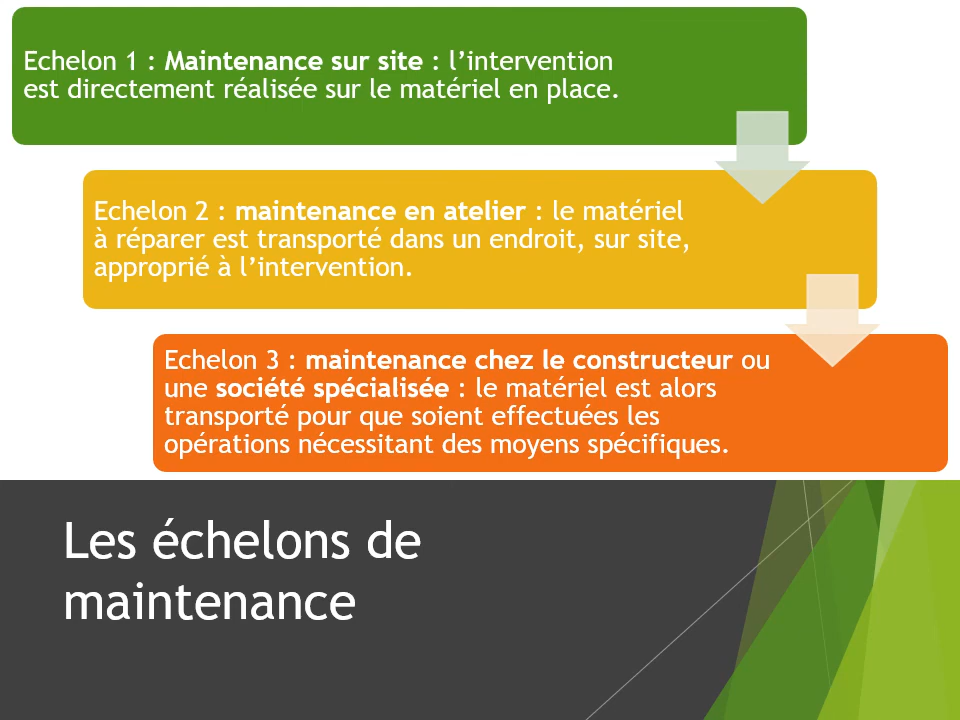 Echelon 1 : Maintenance sur site : l’intervention
est directement réalisée sur le matériel en place.
Echelon 2 : maintenance en atelier : le matériel
à réparer est transporté dans un endroit, sur site,
approprié à l’intervention.
Echelon 3 : maintenance chez le constructeur ou
une société spécialisée : le matériel est alors
transporté pour que soient effectuées les
opérations nécessitant des moyens spécifiques.
Les échelons de
maintenance